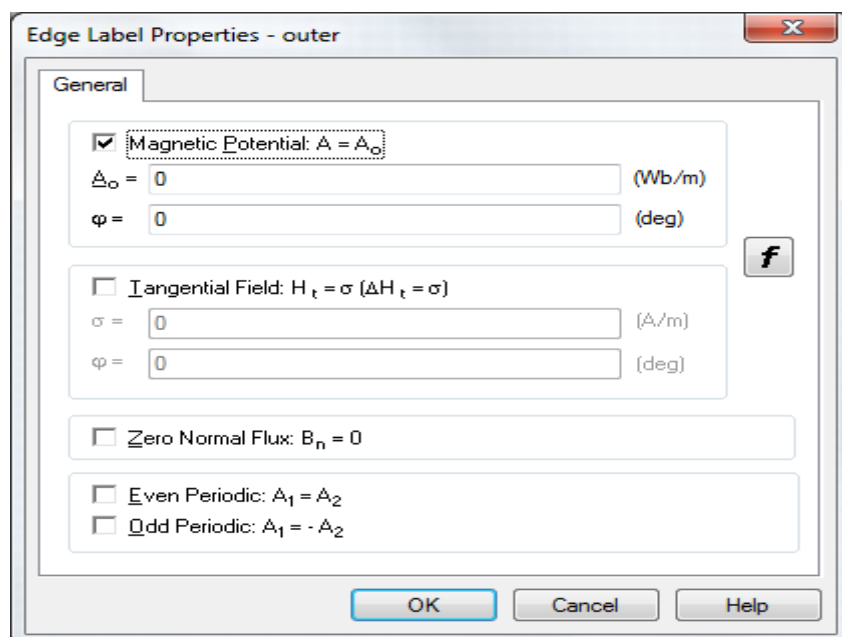 Edge Label Properties - outer
General
Magnetic Potential: A = Aₒ
Aₒ = 0 (Wb/m)
φ = 0 (deg)
f
Tangential Field: H ₜ = σ (ΔH ₜ = σ)
σ = 0 (A/m)
φ = 0 (deg)
Zero Normal Flux: Bₙ = 0
Even Periodic: A₁ = A₂
Odd Periodic: A₁ = - A₂
OK Cancel Help